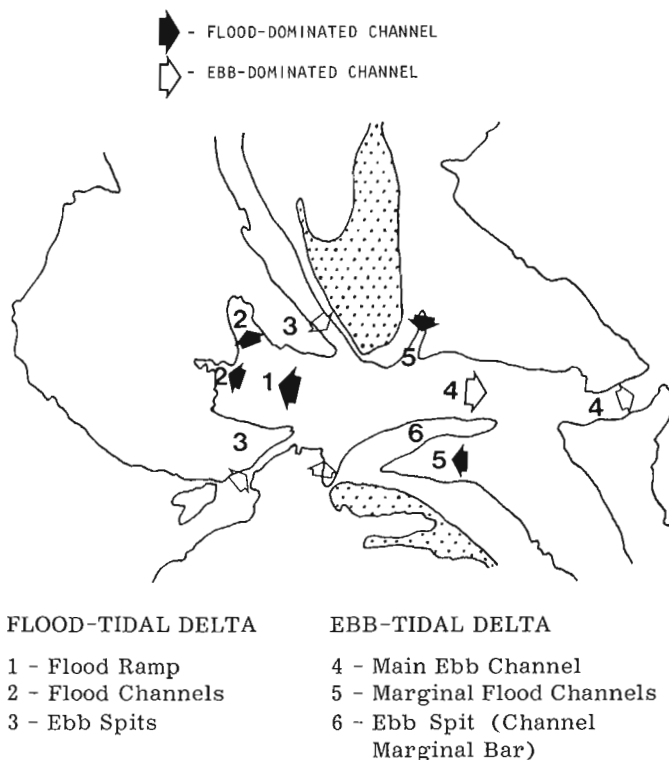 - FLOOD-DOMINATED CHANNEL
- EBB-DOMINATED CHANNEL
2
3
5
2
1
4
4
3
6
5
FLOOD-TIDAL DELTA
1 - Flood Ramp
2 - Flood Channels
3 - Ebb Spits
EBB-TIDAL DELTA
4 - Main Ebb Channel
5 - Marginal Flood Channels
6 - Ebb Spit (Channel
Marginal Bar)